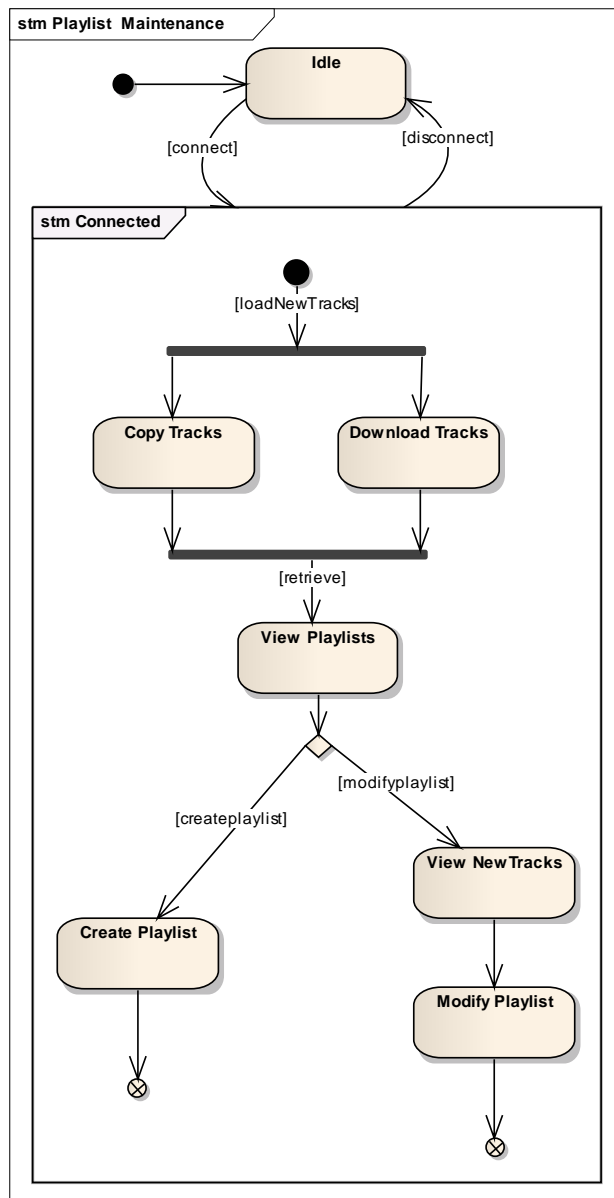 stm Playlist Maintenance
Idle
[connect]
[disconnect]
stm Connected
[loadNewTracks]
Copy Tracks
Download Tracks
[retrieve]
View Playlists
[modifyplaylist]
[createplaylist]
View NewTracks
Create Playlist
Modify Playlist